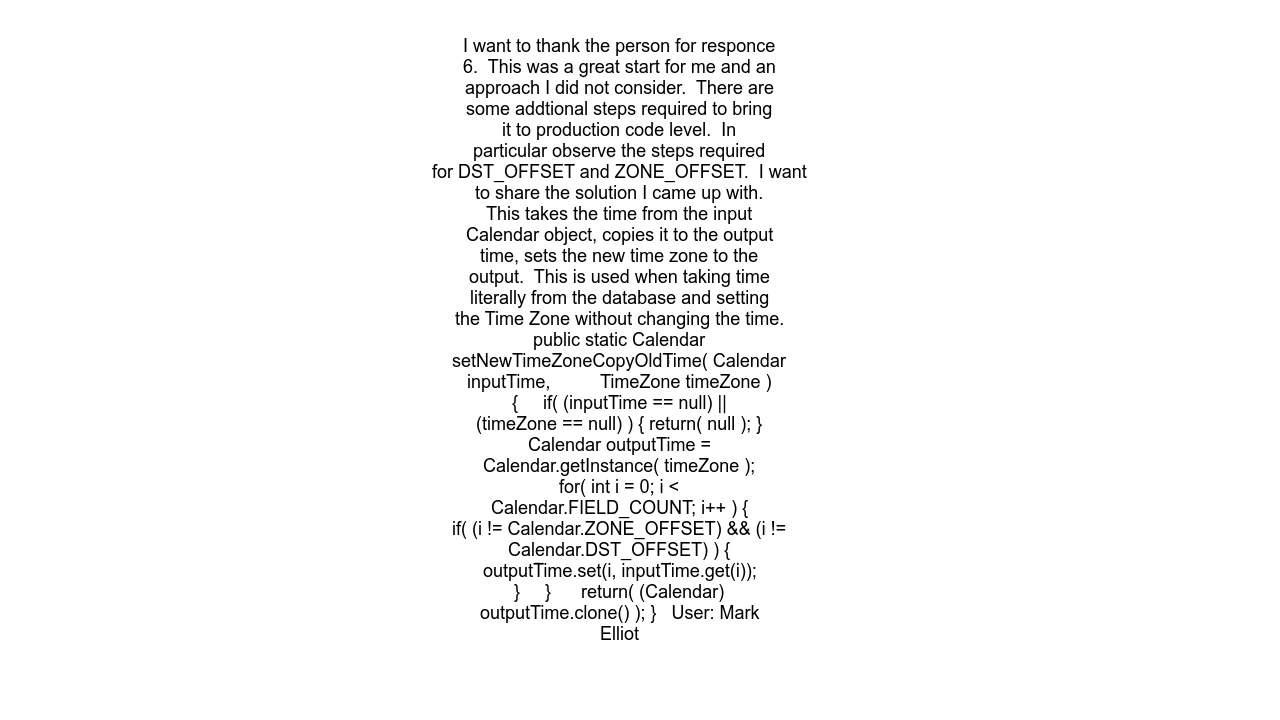 I want to thank the person for responce
6.  This was a great start for me and an
approach I did not consider.  There are
some addtional steps required to bring
it to production code level.  In
particular observe the steps required
for DST_OFFSET and ZONE_OFFSET.  I want
to share the solution I came up with.
This takes the time from the input
Calendar object, copies it to the output
time, sets the new time zone to the
output.  This is used when taking time
literally from the database and setting
the Time Zone without changing the time.
public static Calendar
setNewTimeZoneCopyOldTime( Calendar
inputTime,          TimeZone timeZone )
{     if( (inputTime == null) ||
(timeZone == null) ) { return( null ); }
Calendar outputTime =
Calendar.getInstance( timeZone );
for( int i = 0; i <
Calendar.FIELD_COUNT; i++ ) {
if( (i != Calendar.ZONE_OFFSET) && (i !=
Calendar.DST_OFFSET) ) {
outputTime.set(i, inputTime.get(i));
}     }      return( (Calendar)
outputTime.clone() ); }   User: Mark
Elliot